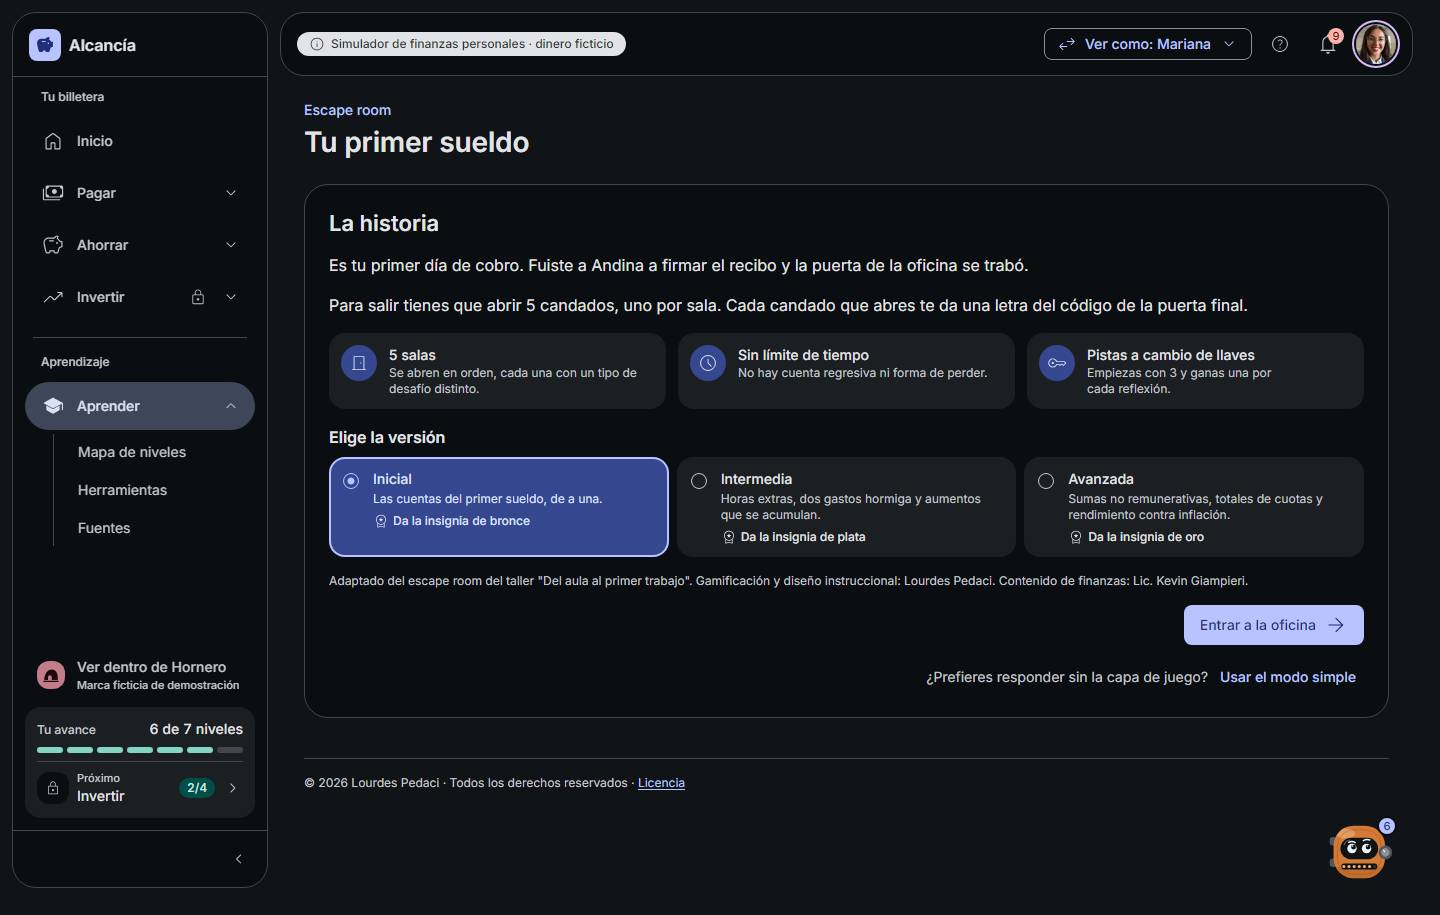 Alcancía
Tu billetera
Inicio
Pagar
Ahorrar
Invertir
Aprendizaje
Aprender
Mapa de niveles
Herramientas
Fuentes
Ver dentro de Hornero
Marca ficticia de demostración
Tu avance
6 de 7 niveles
Próximo
Invertir
2/4
Simulador de finanzas personales · dinero ficticio
Ver como: Mariana
9
Escape room
Tu primer sueldo
La historia
Es tu primer día de cobro. Fuiste a Andina a firmar el recibo y la puerta de la oficina se trabó.
Para salir tienes que abrir 5 candados, uno por sala. Cada candado que abres te da una letra del código de la puerta final.
5 salas
Se abren en orden, cada una con un tipo de
desafío distinto.
Sin límite de tiempo
No hay cuenta regresiva ni forma de perder.
Pistas a cambio de llaves
Empiezas con 3 y ganas una por
cada reflexión.
Elige la versión
Inicial
Las cuentas del primer sueldo, de a una.
Da la insignia de bronce
Intermedia
Horas extras, dos gastos hormiga y aumentos
que se acumulan.
Da la insignia de plata
Avanzada
Sumas no remunerativas, totales de cuotas y
rendimiento contra inflación.
Da la insignia de oro
Adaptado del escape room del taller "Del aula al primer trabajo". Gamificación y diseño instruccional: Lourdes Pedaci. Contenido de finanzas: Lic. Kevin Giampieri.
Entrar a la oficina
¿Prefieres responder sin la capa de juego? Usar el modo simple
© 2026 Lourdes Pedaci · Todos los derechos reservados · Licencia
6